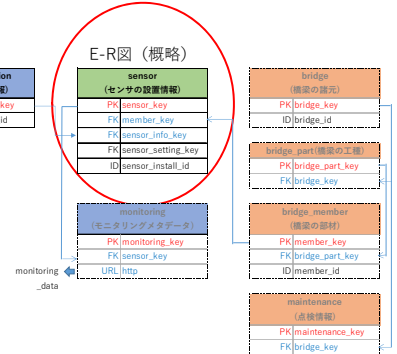 E-R図（概略）
ion
報）
key
id
sensor
（センサの設置情報）
PK sensor_key
FK member_key
FK sensor_info_key
FK sensor_setting_key
ID sensor_install_id
monitoring
（モニタリングメタデータ）
PK monitoring_key
FK sensor_key
URL http
monitoring
_data
bridge
（橋梁の諸元）
PK bridge_key
ID bridge_id
bridge_part(橋梁の工種)
PK bridge_part_key
FK bridge_key
bridge_member
（橋梁の部材）
PK member_key
FK bridge_part_key
ID member_id
maintenance
（点検情報）
PK maintenance_key
FK bridge_key